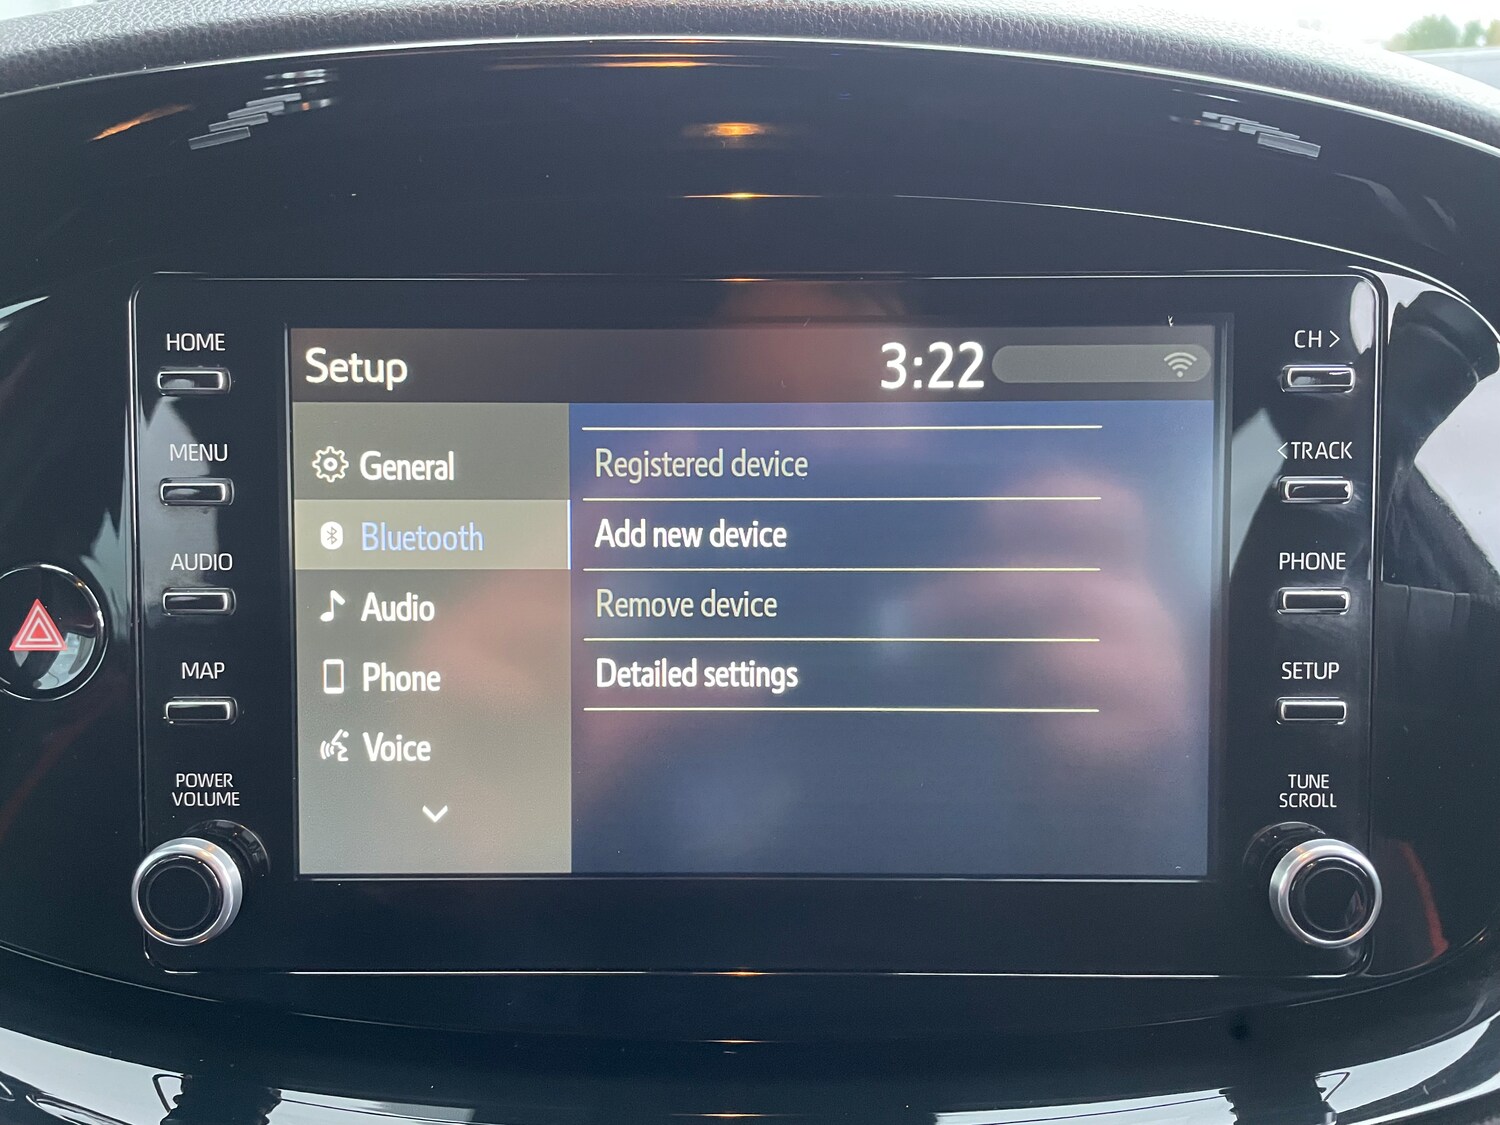 HOME
MENU
AUDIO
MAP
POWER
VOLUME
Setup
3:22
General
Bluetooth
Audio
Phone
Voice
Registered device
Add new device
Remove device
Detailed settings
CH >
<TRACK
PHONE
SETUP
TUNE
SCROLL